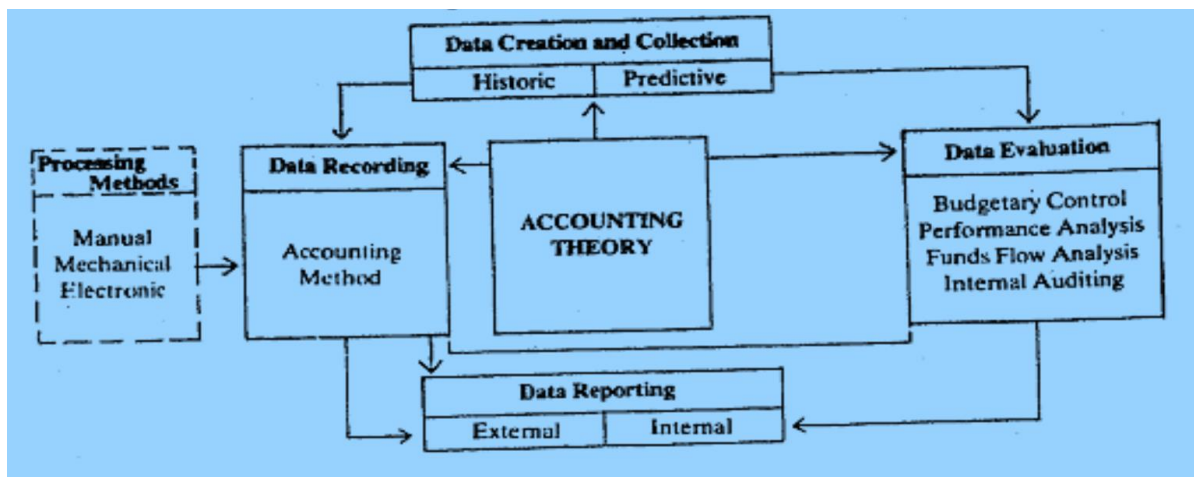 Data Creation and Collection
Historic
Predictive
Processing
Methods
Manual
Mechanical
Electronic
Data Recording
Accounting
Method
ACCOUNTING
THEORY
Data Evaluation
Budgetary Control
Performance Analysis
Funds Flow Analysis
Internal Auditing
Data Reporting
External
Internal